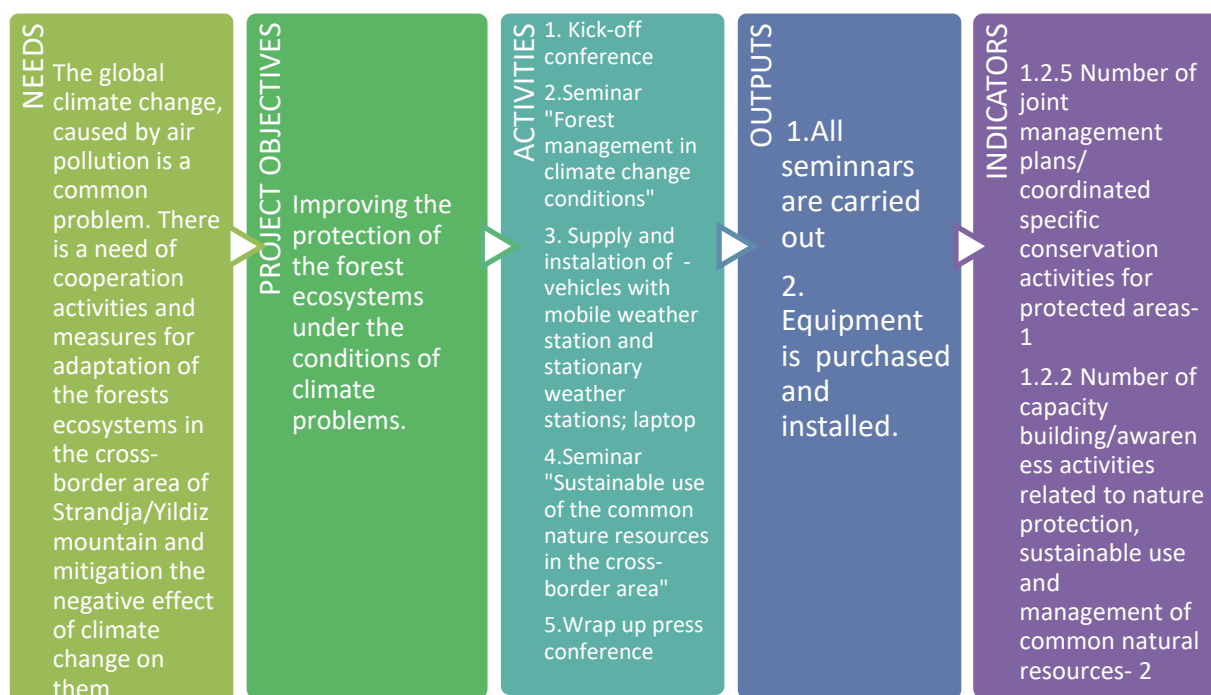 NEEDS
The global
climate change,
caused by air
pollution is a
common
problem. There
is a need of
cooperation
activities and
measures for
adaptation of
the forests
ecosystems in
the cross-
border area of
Strandja/Yildiz
mountain and
mitigation the
negative effect
of climate
change on
them
PROJECT OBJECTIVES
Improving the
protection of
the forest
ecosystems
under the
conditions of
climate
problems.
ACTIVITIES
1. Kick-off
conference
2.Seminar
"Forest
management in
climate change
conditions"
3. Supply and
instalation of -
vehicles with
mobile weather
station and
stationary
weather
stations; laptop
4.Seminar
"Sustainable use
of the common
nature resources
in the cross-
border area"
5.Wrap up press
conference
OUTPUTS
1.All
seminnars
are carried
out
2.
Equipment
is purchased
and
installed.
INDICATORS
1.2.5 Number of
joint
management
plans/
coordinated
specific
conservation
activities for
protected areas-
1
1.2.2 Number of
capacity
building/awaren
ess activities
related to nature
protection,
sustainable use
and
management of
common natural
resources- 2